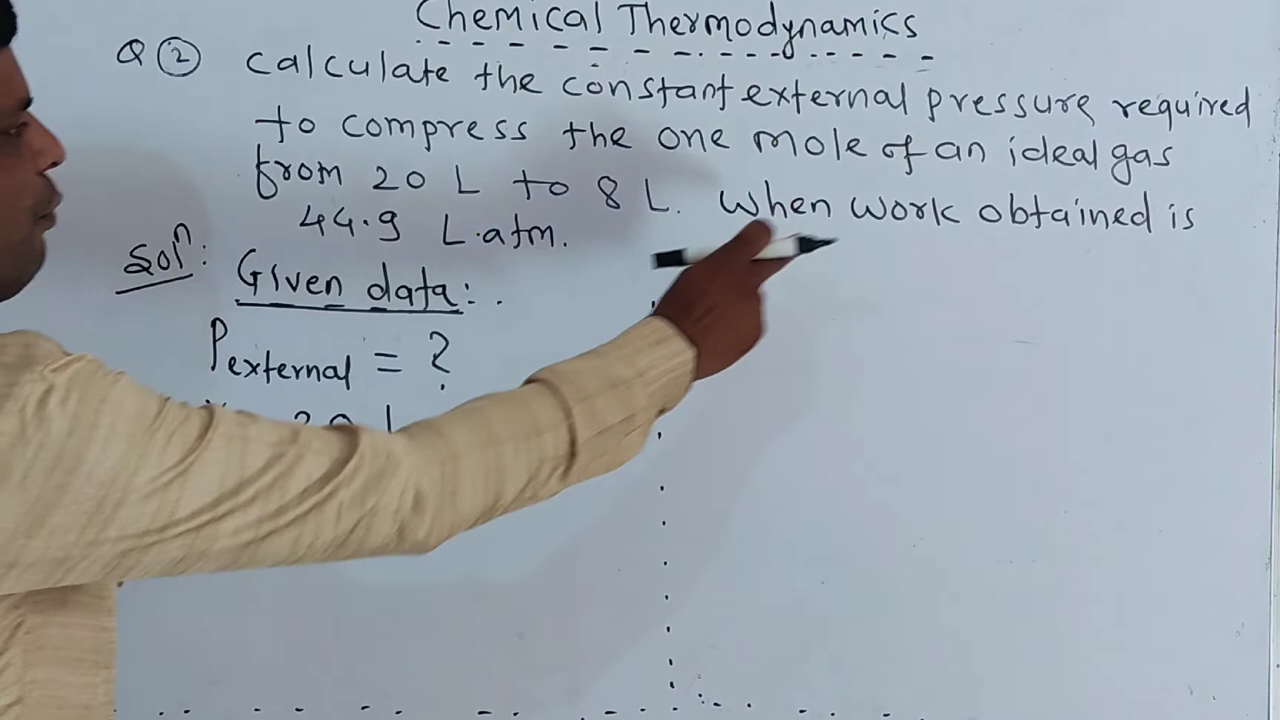 Chemical Thermodynamics
Q ② Calculate the constant external pressure required
to compress the one mole of an ideal gas
from 20 L to 8 L. When work obtained is
44.9 L.atm.
Solⁿ:
Given data:.
Pexternal = ?
20 L